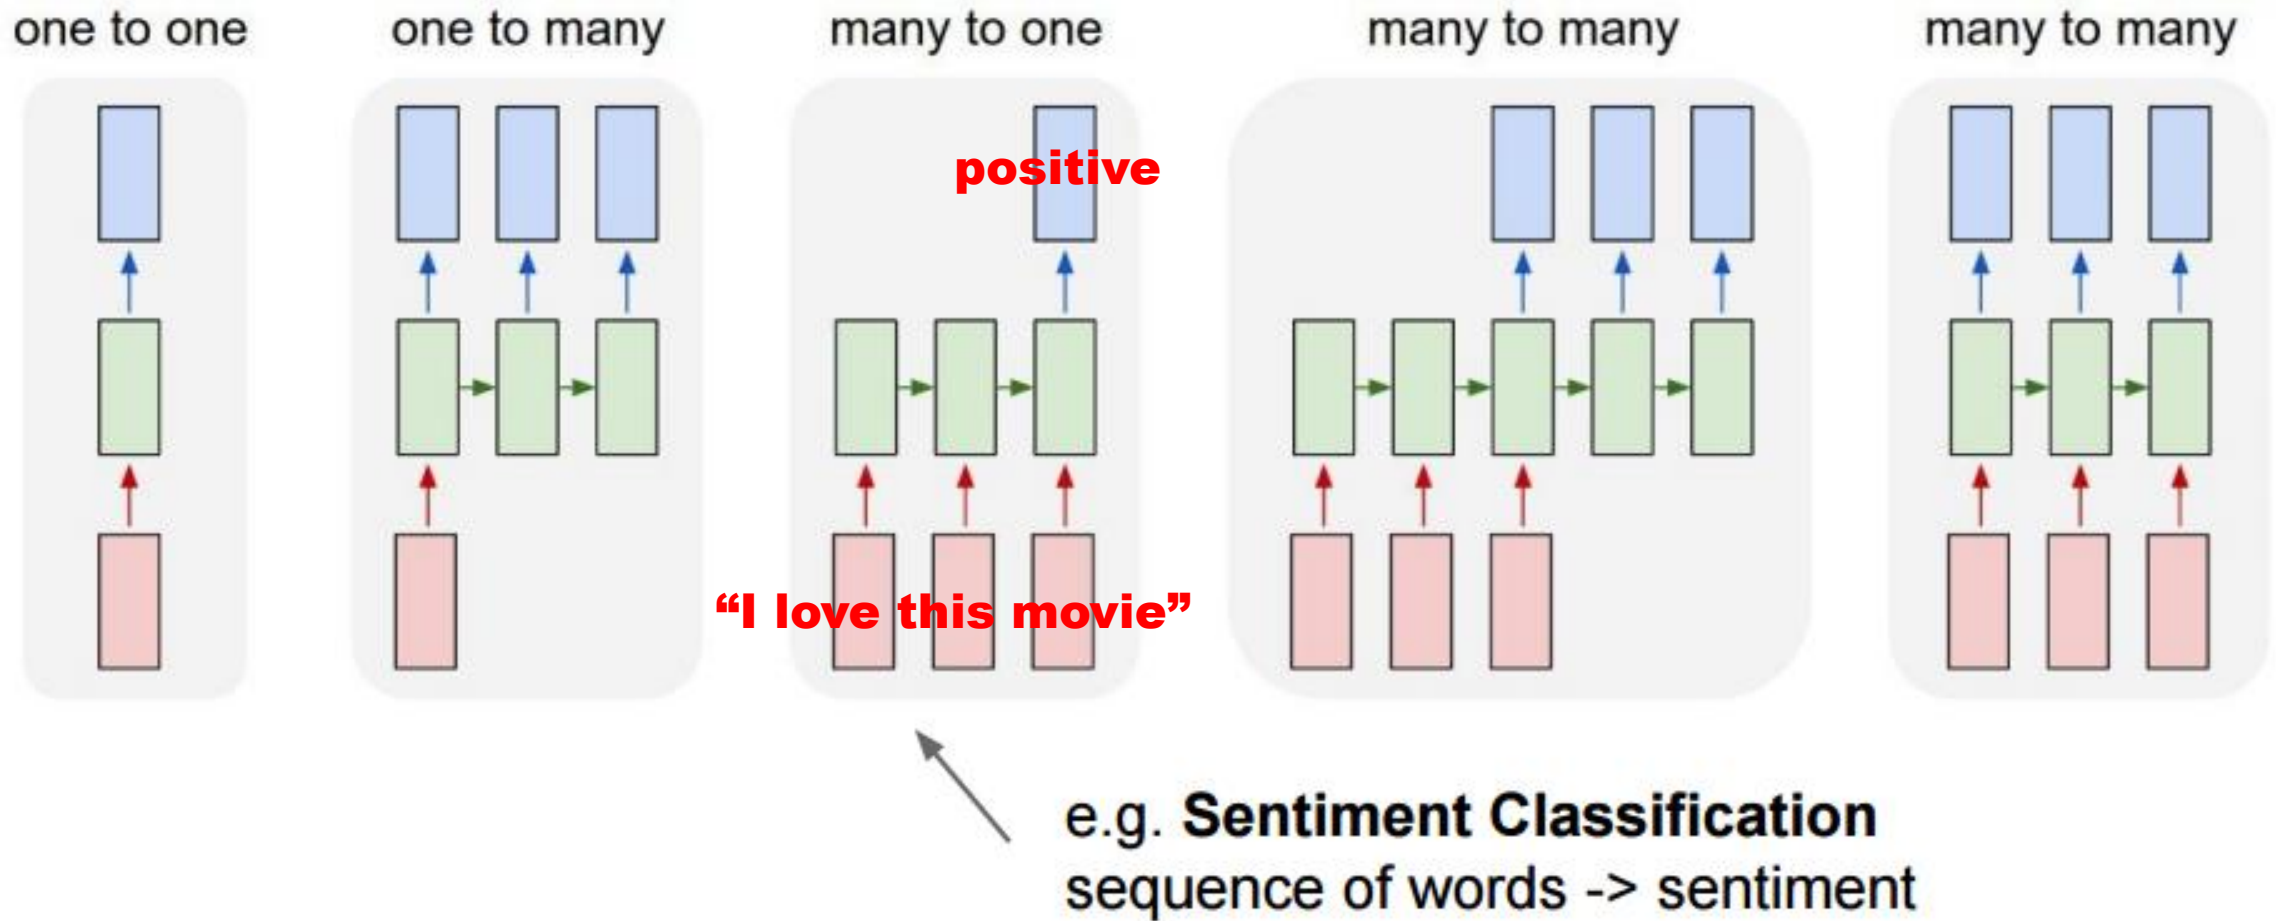 one to one
one to many
many to one
many to many
many to many
positive
“I love this movie”
e.g. Sentiment Classification
sequence of words -> sentiment